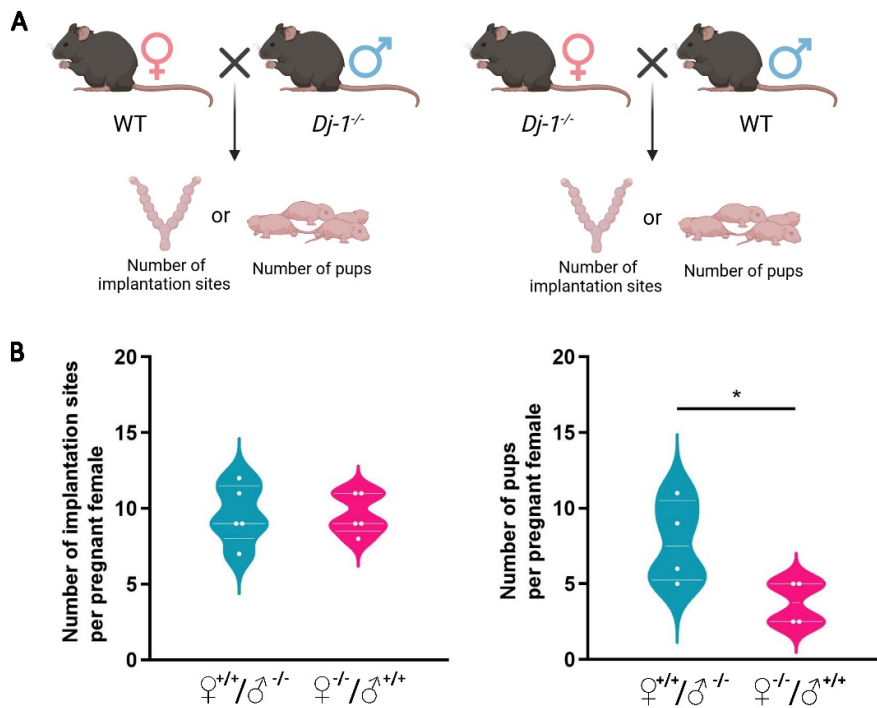 A
♀ ✕ ♂ ♀ ✕ ♂
WT Dj-1-/- Dj-1-/- WT
or or
Number of
implantation sites
Number of pups
Number of
implantation sites
Number of pups
B
Number of implantation sites
per pregnant female
20
15
10
5
0
♀+/+/♂-/- ♀-/-/♂+/+
Number of pups
per pregnant female
20
15
10
5
0
*
♀+/+/♂-/- ♀-/-/♂+/+